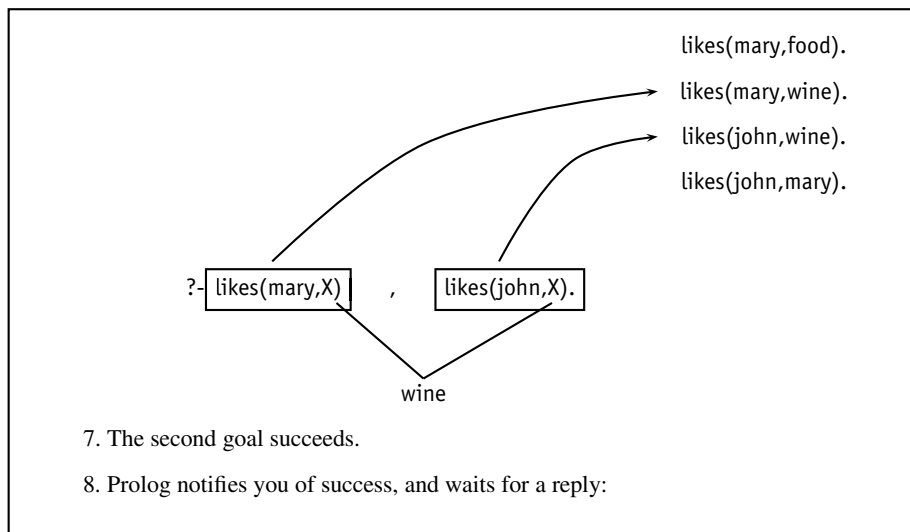 likes(mary,food).
likes(mary,wine).
likes(john,wine).
likes(john,mary).
?- likes(mary,X) , likes(john,X).
wine
7. The second goal succeeds.
8. Prolog notifies you of success, and waits for a reply: